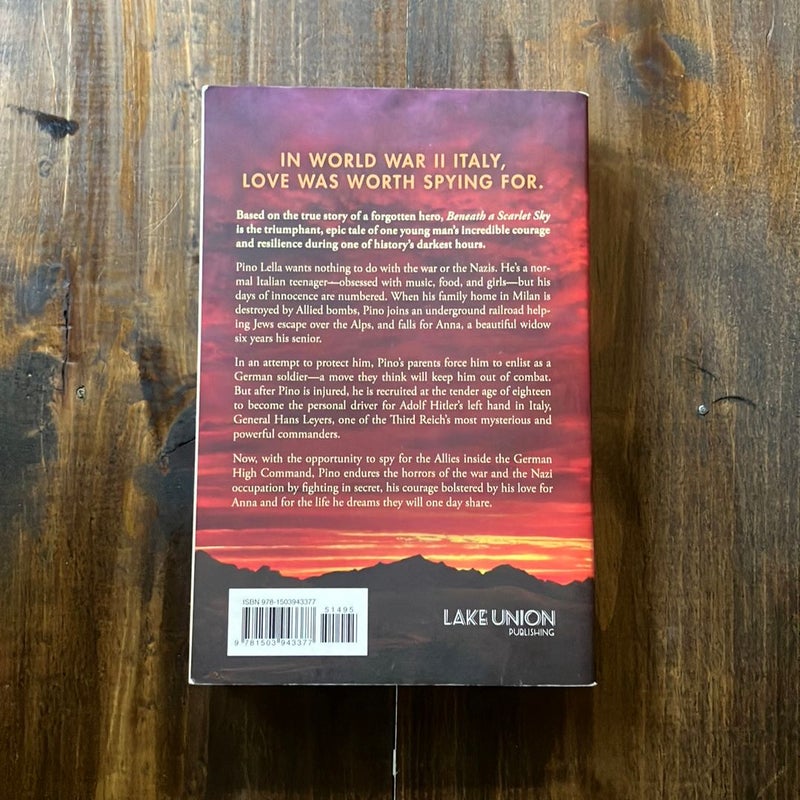 IN WORLD WAR II ITALY,
LOVE WAS WORTH SPYING FOR.
Based on the true story of a forgotten hero, Beneath a Scarlet Sky
is the triumphant, epic tale of one young man's incredible courage
and resilience during one of history's darkest hours.
Pino Lella wants nothing to do with the war or the Nazis. He's a nor-
mal Italian teenager—obsessed with music, food, and girls—but his
days of innocence are numbered. When his family home in Milan is
destroyed by Allied bombs, Pino joins an underground railroad help-
ing Jews escape over the Alps, and falls for Anna, a beautiful widow
six years his senior.
In an attempt to protect him, Pino's parents force him to enlist as a
German soldier—a move they think will keep him out of combat.
But after Pino is injured, he is recruited at the tender age of eighteen
to become the personal driver for Adolf Hitler's left hand in Italy,
General Hans Leyers, one of the Third Reich's most mysterious and
powerful commanders.
Now, with the opportunity to spy for the Allies inside the German
High Command, Pino endures the horrors of the war and the Nazi
occupation by fighting in secret, his courage bolstered by his love for
Anna and for the life he dreams they will one day share.
ISBN 978-1503943377
51495
9 781503 943377
LAKE UNION
PUBLISHING